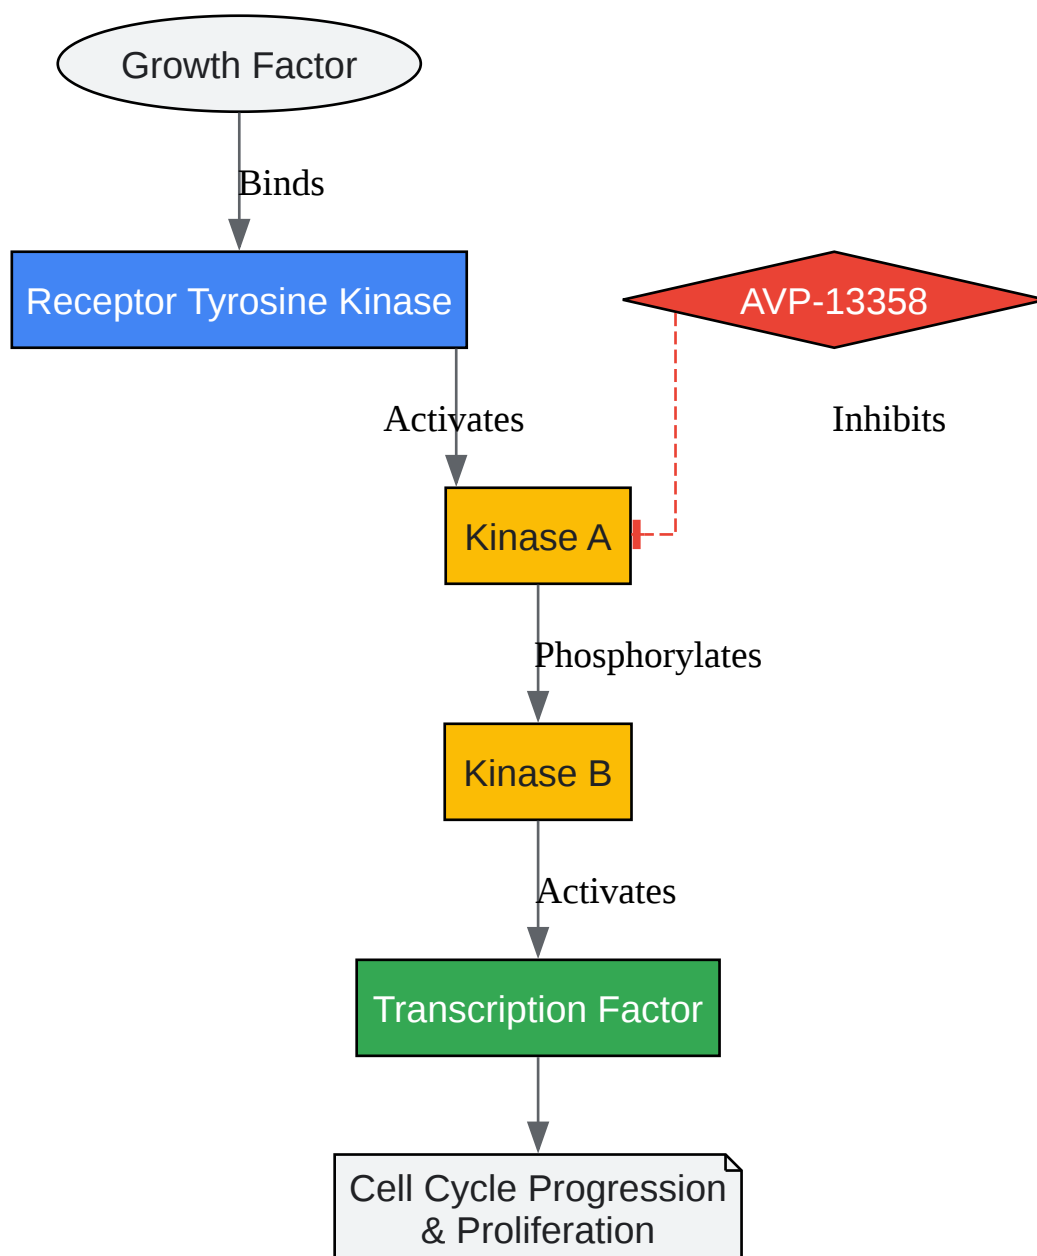 Growth Factor
Binds
Receptor Tyrosine Kinase
AVP-13358
Activates
Inhibits
Kinase A
Phosphorylates
Kinase B
Activates
Transcription Factor
Cell Cycle Progression
& Proliferation